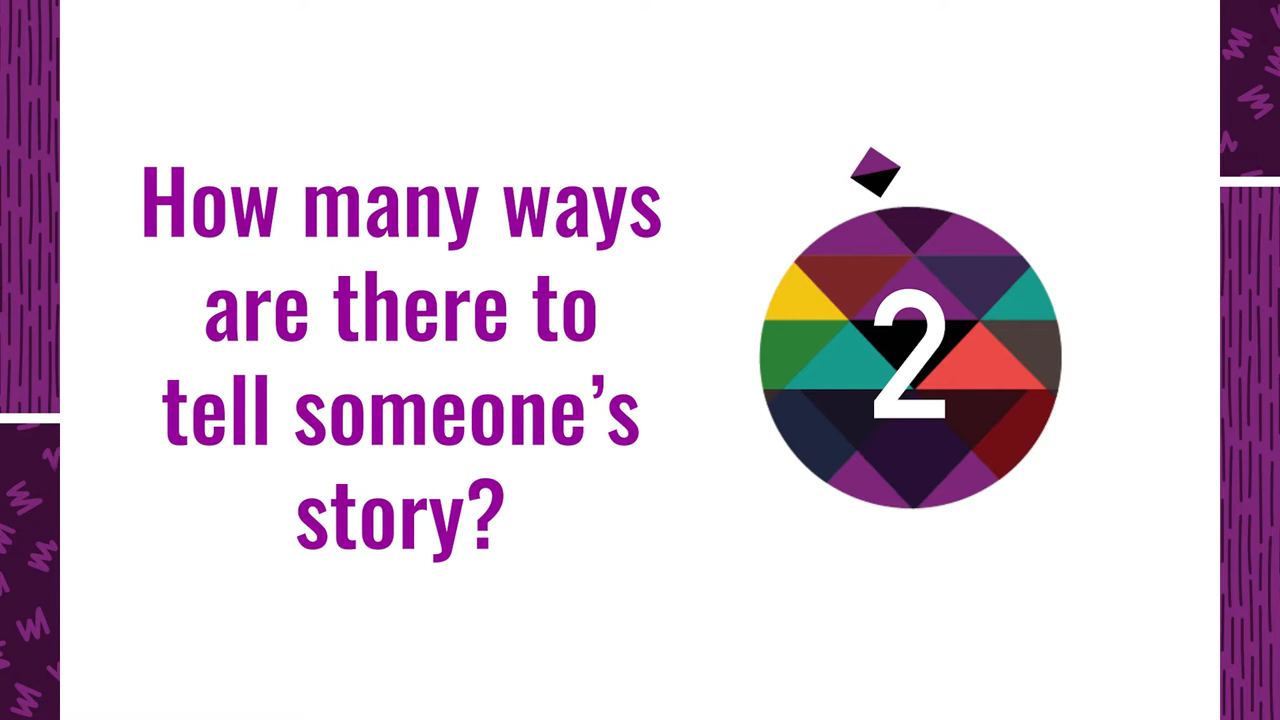 How many ways
are there to
tell someone’s
story?
2